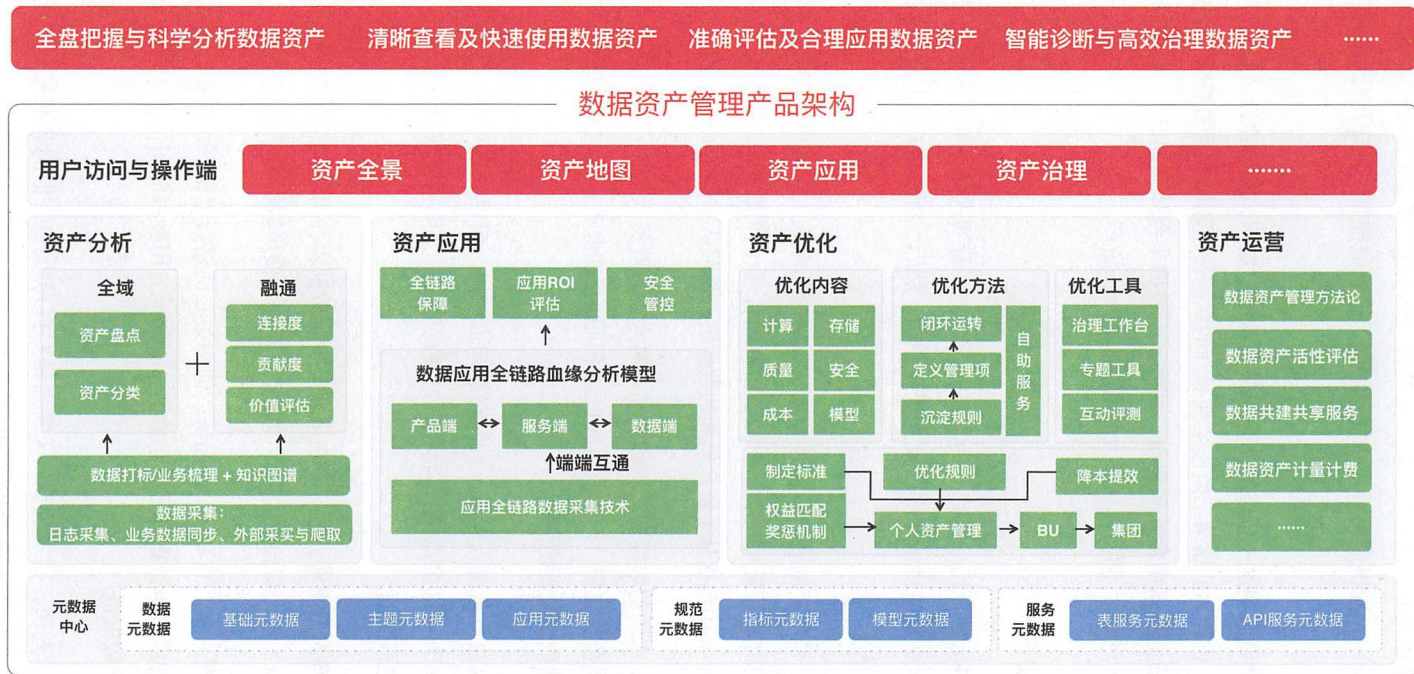 全盘把握与科学分析数据资产 清晰查看及快速使用数据资产 准确评估及合理应用数据资产 智能诊断与高效治理数据资产 ······
数据资产管理产品架构
用户访问与操作端 资产全景 资产地图 资产应用 资产治理 ·······
资产分析
全域
资产盘点
资产分类
+
融通
连接度
贡献度
价值评估
数据打标/业务梳理 + 知识图谱
数据采集:
日志采集、业务数据同步、外部采买与爬取
资产应用
全链路
保障
应用ROI
评估
安全
管控
数据应用全链路血缘分析模型
产品端
服务端
数据端
端端互通
应用全链路数据采集技术
资产优化
优化内容
计算 存储
质量 安全
成本 模型
优化方法
闭环运转
定义管理项
沉淀规则
自
助
服
务
优化工具
治理工作台
专题工具
互动评测
制定标准
优化规则
降本提效
权益匹配
奖惩机制
个人资产管理
BU
集团
资产运营
数据资产管理方法论
数据资产活性评估
数据共建共享服务
数据资产计量计费
······
元数据
中心
数据
元数据
基础元数据 主题元数据 应用元数据
规范
元数据
指标元数据 模型元数据
服务
元数据
表服务元数据 API服务元数据